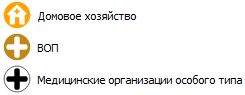 Домовое хозяйство
ВОП
Медицинские организации особого типа